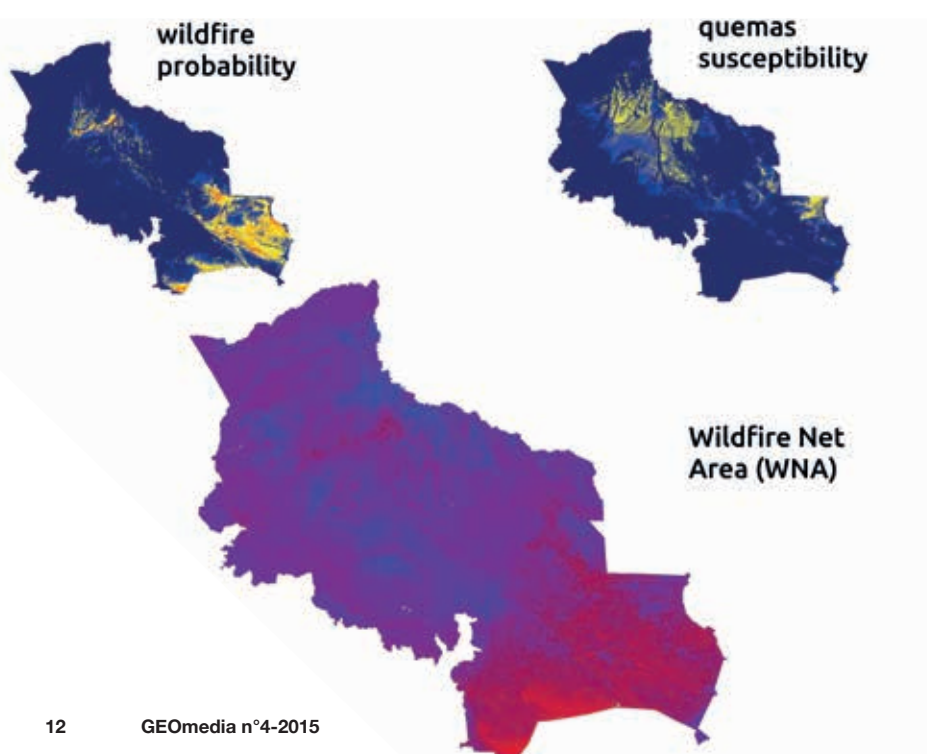 wildfire
probability
quemas
susceptibility
Wildfire Net
Area (WNA)
12 GEOmedia n°4-2015